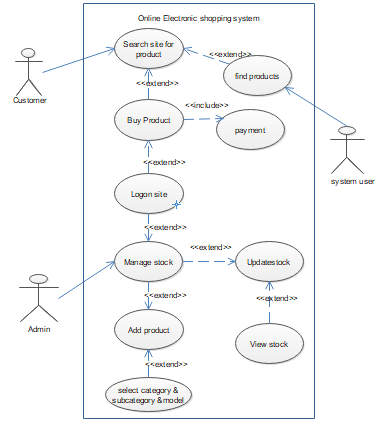 Online Electronic shopping system
Search site for
product
<<extend>>
find products
Customer
<<extend>>
<<include>>
Buy Product
payment
<<extend>>
system user
Logon site
<<extend>>
Manage stock
Updatestock
<<extend>>
<<extend>>
Admin
Add product
View stock
<<extend>>
select category &
subcategory &model